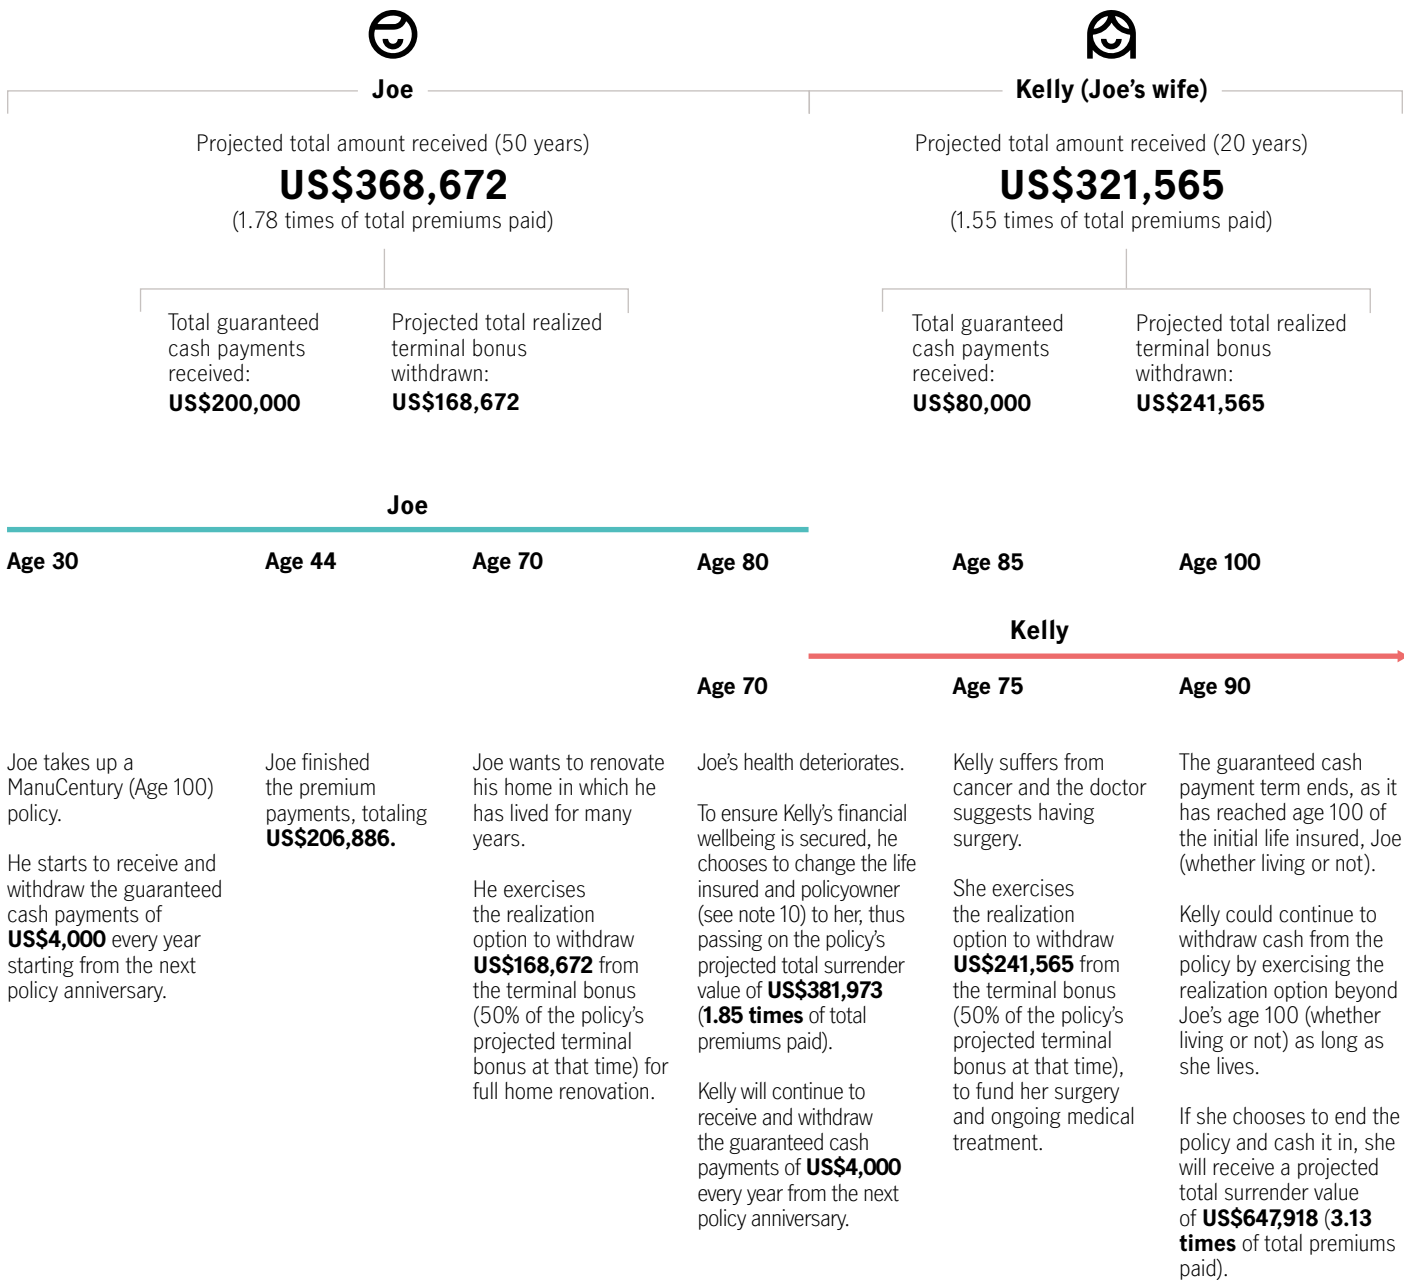 Joe
Kelly (Joe's wife)
Projected total amount received (50 years)
US$368,672
(1.78 times of total premiums paid)
Projected total amount received (20 years)
US$321,565
(1.55 times of total premiums paid)
Total guaranteed
cash payments
received:
US$200,000
Projected total realized
terminal bonus
withdrawn:
US$168,672
Total guaranteed
cash payments
received:
US$80,000
Projected total realized
terminal bonus
withdrawn:
US$241,565
Joe
Age 30
Age 44
Age 70
Age 80
Age 85
Age 100
Kelly
Age 70
Age 75
Age 90
Joe takes up a
ManuCentury (Age 100)
policy.
He starts to receive and
withdraw the guaranteed
cash payments of
US$4,000 every year
starting from the next
policy anniversary.
Joe finished
the premium
payments, totaling
US$206,886.
Joe wants to renovate
his home in which he
has lived for many
years.
He exercises
the realization
option to withdraw
US$168,672 from
the terminal bonus
(50% of the policy's
projected terminal
bonus at that time) for
full home renovation.
Joe's health deteriorates.
To ensure Kelly's financial
wellbeing is secured, he
chooses to change the life
insured and policyowner
(see note 10) to her, thus
passing on the policy's
projected total surrender
value of US$381,973
(1.85 times of total
premiums paid).
Kelly will continue to
receive and withdraw
the guaranteed cash
payments of US$4,000
every year from the next
policy anniversary.
Kelly suffers from
cancer and the doctor
suggests having
surgery.
She exercises
the realization
option to withdraw
US$241,565 from
the terminal bonus
(50% of the policy's
projected terminal
bonus at that time),
to fund her surgery
and ongoing medical
treatment.
The guaranteed cash
payment term ends, as it
has reached age 100 of
the initial life insured, Joe
(whether living or not).
Kelly could continue to
withdraw cash from the
policy by exercising the
realization option beyond
Joe's age 100 (whether
living or not) as long as
she lives.
If she chooses to end the
policy and cash it in, she
will receive a projected
total surrender value
of US$647,918 (3.13
times of total premiums
paid).